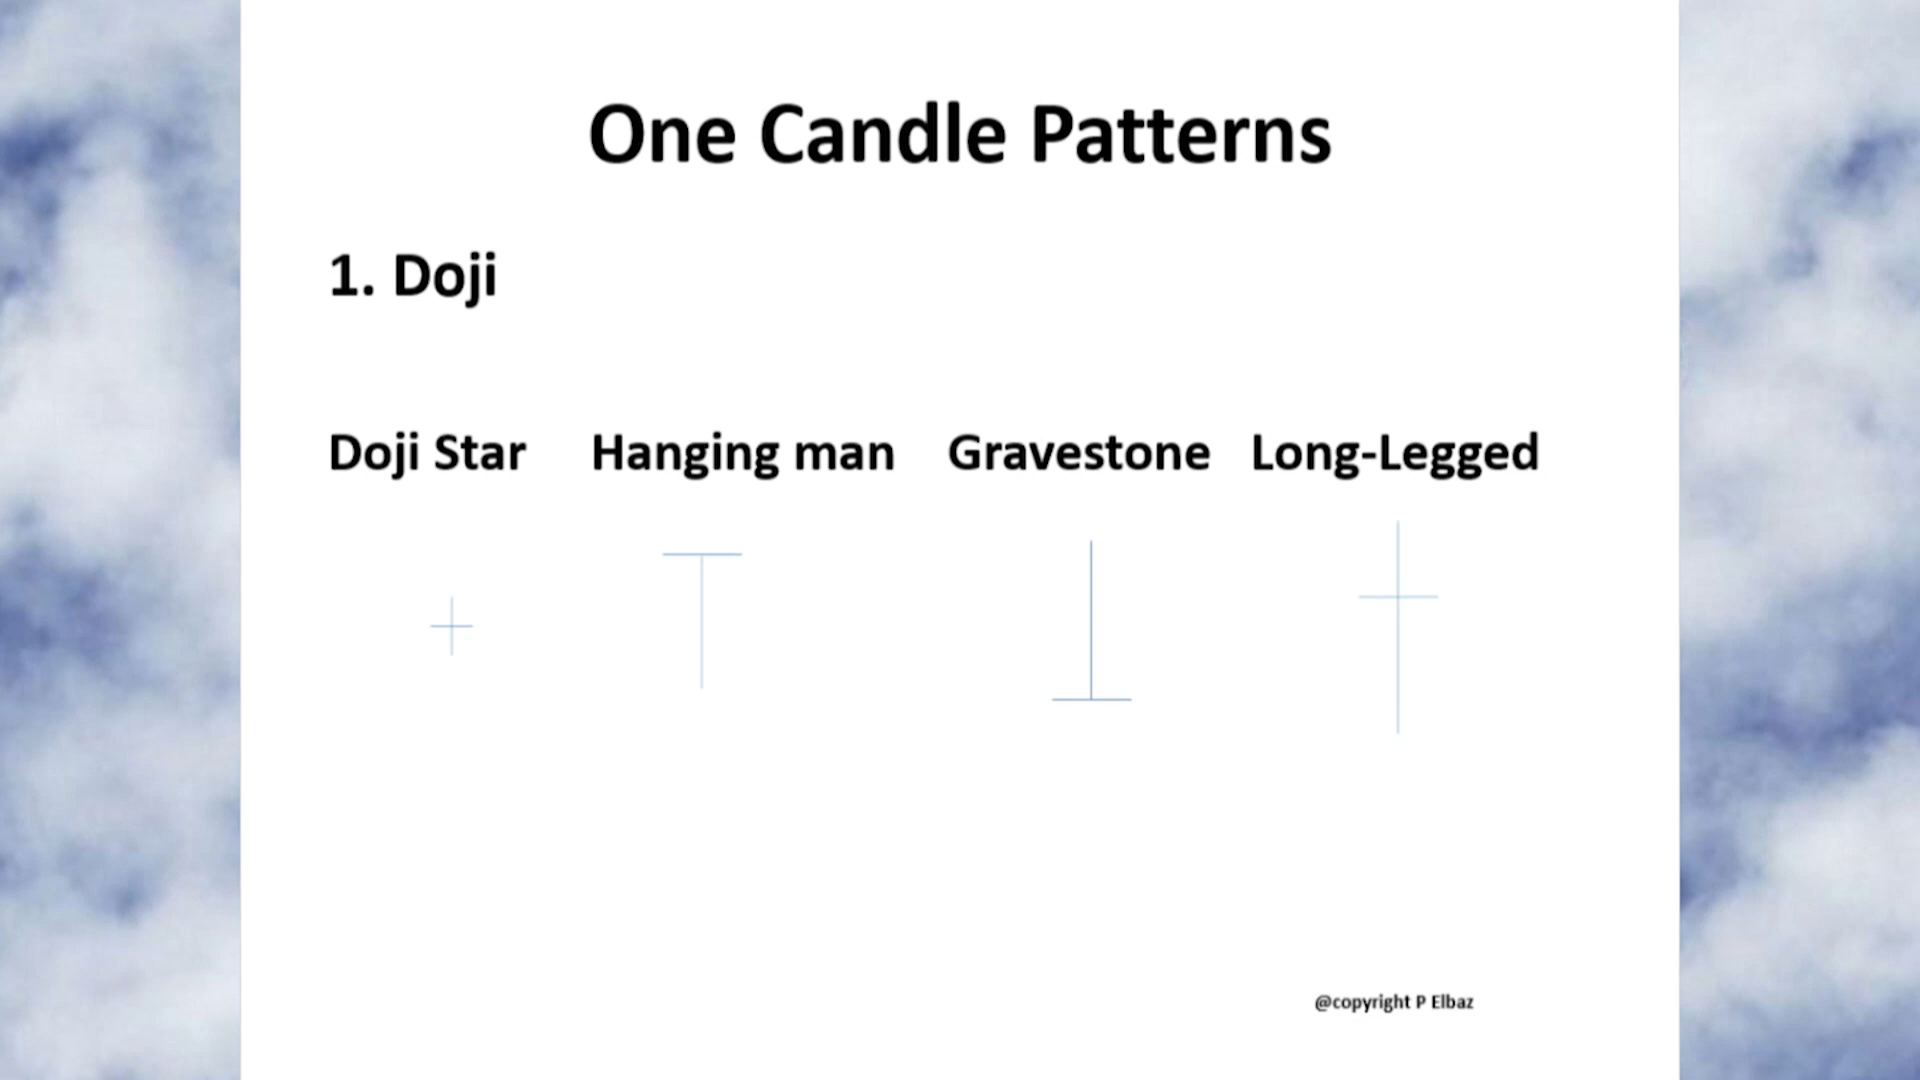 One Candle Patterns
1. Doji
Doji Star Hanging man Gravestone Long-Legged
@copyright P Elbaz